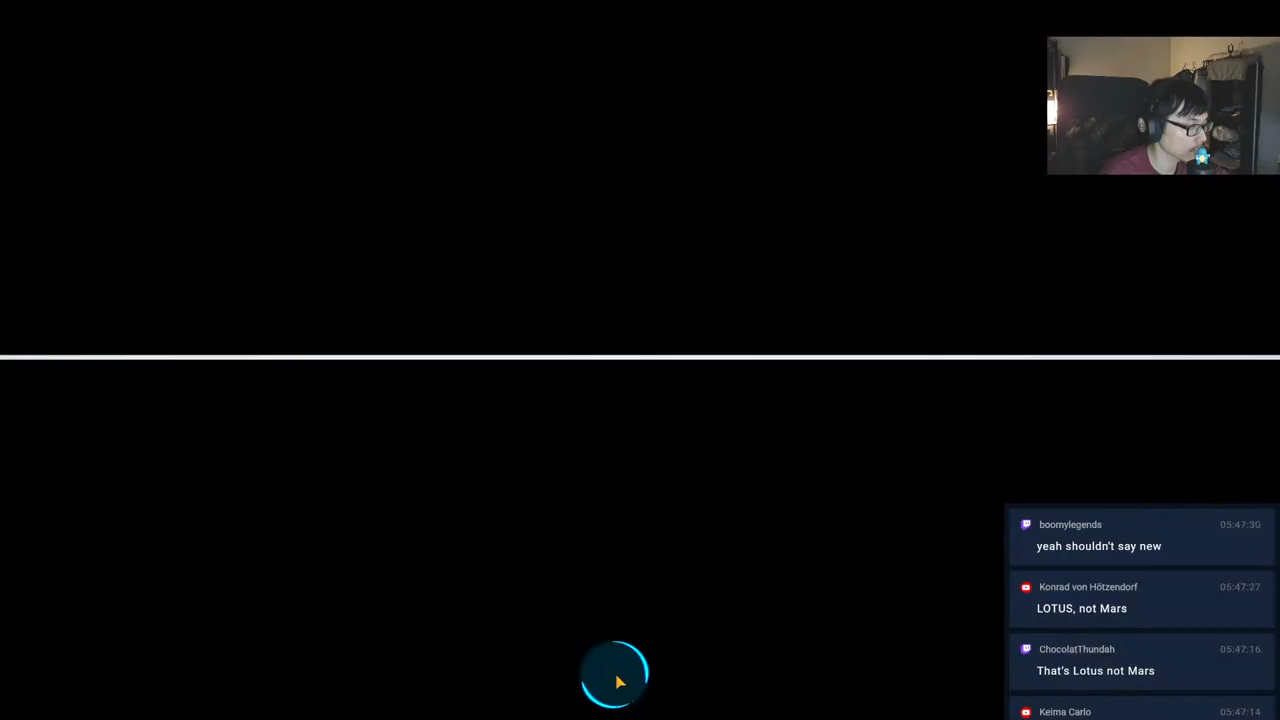 boomylegends 05:47:30
yeah shouldn't say new
Konrad von Hötzendorf 05:47:27
LOTUS, not Mars
ChocolatThundah 05:47:16
That's Lotus not Mars
Keima Carlo 05:47:14